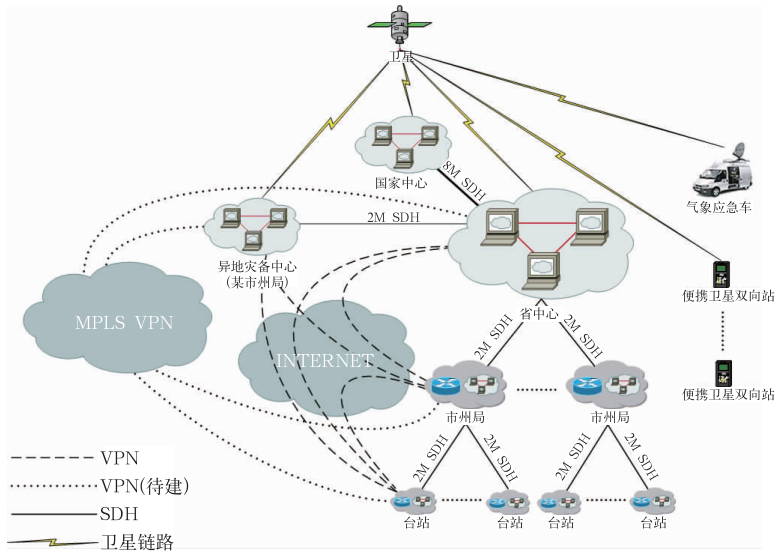 卫星
国家中心
8M SDH
气象应急车
2M SDH
异地灾备中心
(某市州局)
便携卫星双向站
MPLS VPN
省中心
INTERNET
2M SDH
2M SDH
便携卫星双向站
市州局
市州局
2M SDH
2M SDH
2M SDH
2M SDH
台站
台站
台站
台站
VPN
VPN(待建)
SDH
卫星链路